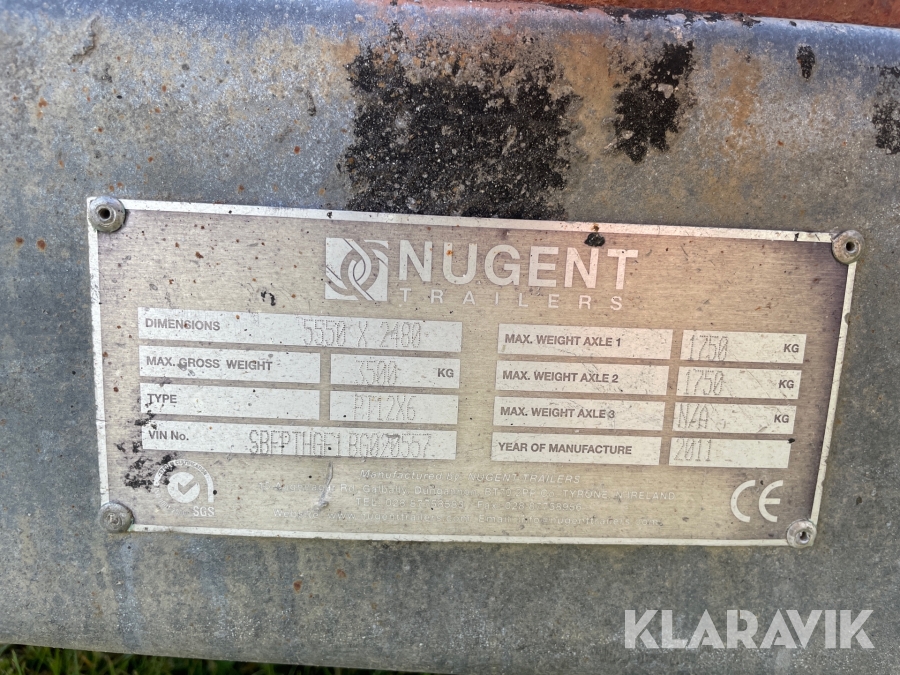 NUGENT
TRAILERS
DIMENSIONS 5550 X 2480
MAX. GROSS WEIGHT 3500 KG
TYPE PT12X6
VIN No.
MAX. WEIGHT AXLE 1 1750 KG
MAX. WEIGHT AXLE 2 1750 KG
MAX. WEIGHT AXLE 3 N/A KG
YEAR OF MANUFACTURE 2011
Manufactured by NUGENT TRAILERS
TYRONE N IRELAND
SGS
CE
KLARAVIK